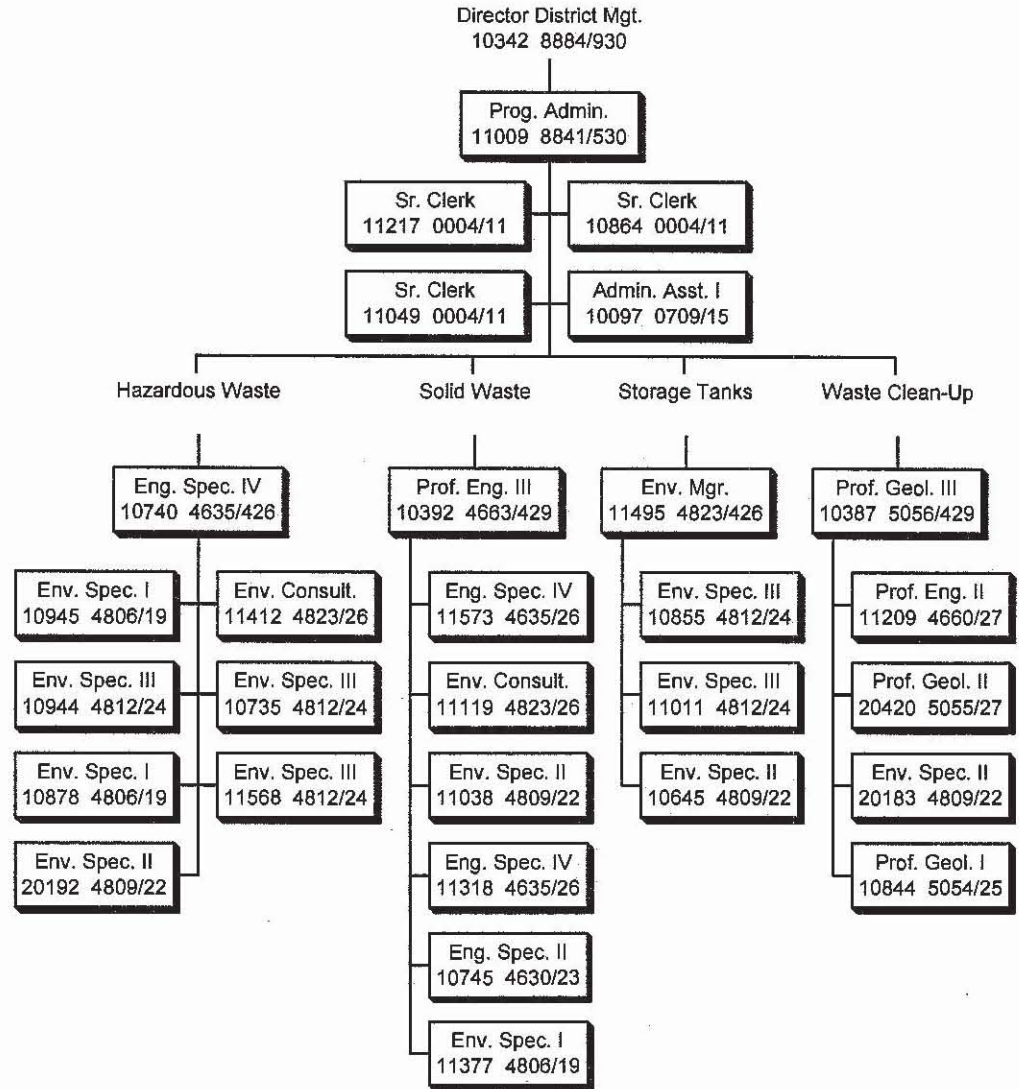 Director District Mgt.
10342 8884/930
Prog. Admin.
11009 8841/530
Sr. Clerk
11217 0004/11
Sr. Clerk
10864 0004/11
Sr. Clerk
11049 0004/11
Admin. Asst. I
10097 0709/15
Hazardous Waste
Eng. Spec. IV
10740 4635/426
Env. Spec. I
10945 4806/19
Env. Consult.
11412 4823/26
Env. Spec. III
10944 4812/24
Env. Spec. III
10735 4812/24
Env. Spec. I
10878 4806/19
Env. Spec. III
11568 4812/24
Env. Spec. II
20192 4809/22
Solid Waste
Prof. Eng. III
10392 4663/429
Eng. Spec. IV
11573 4635/26
Env. Consult.
11119 4823/26
Env. Spec. II
11038 4809/22
Eng. Spec. IV
11318 4635/26
Eng. Spec. II
10745 4630/23
Env. Spec. I
11377 4806/19
Storage Tanks
Env. Mgr.
11495 4823/426
Env. Spec. III
10855 4812/24
Env. Spec. III
11011 4812/24
Env. Spec. II
10645 4809/22
Waste Clean-Up
Prof. Geol. III
10387 5056/429
Prof. Eng. II
11209 4660/27
Prof. Geol. II
20420 5055/27
Env. Spec. II
20183 4809/22
Prof. Geol. I
10844 5054/25